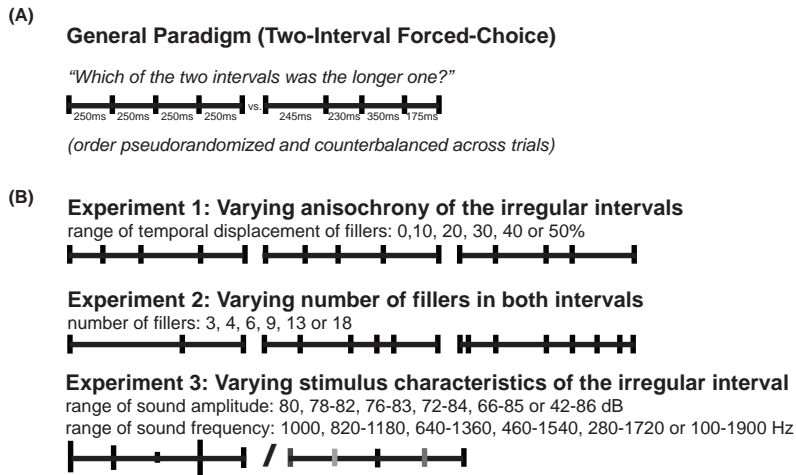 (A)
General Paradigm (Two-Interval Forced-Choice)
“Which of the two intervals was the longer one?”
250ms 250ms 250ms 250ms vs. 245ms 230ms 350ms 175ms
(order pseudorandomized and counterbalanced across trials)
(B)
Experiment 1: Varying anisochrony of the irregular intervals
range of temporal displacement of fillers: 0,10, 20, 30, 40 or 50%
Experiment 2: Varying number of fillers in both intervals
number of fillers: 3, 4, 6, 9, 13 or 18
Experiment 3: Varying stimulus characteristics of the irregular interval
range of sound amplitude: 80, 78-82, 76-83, 72-84, 66-85 or 42-86 dB
range of sound frequency: 1000, 820-1180, 640-1360, 460-1540, 280-1720 or 100-1900 Hz
/